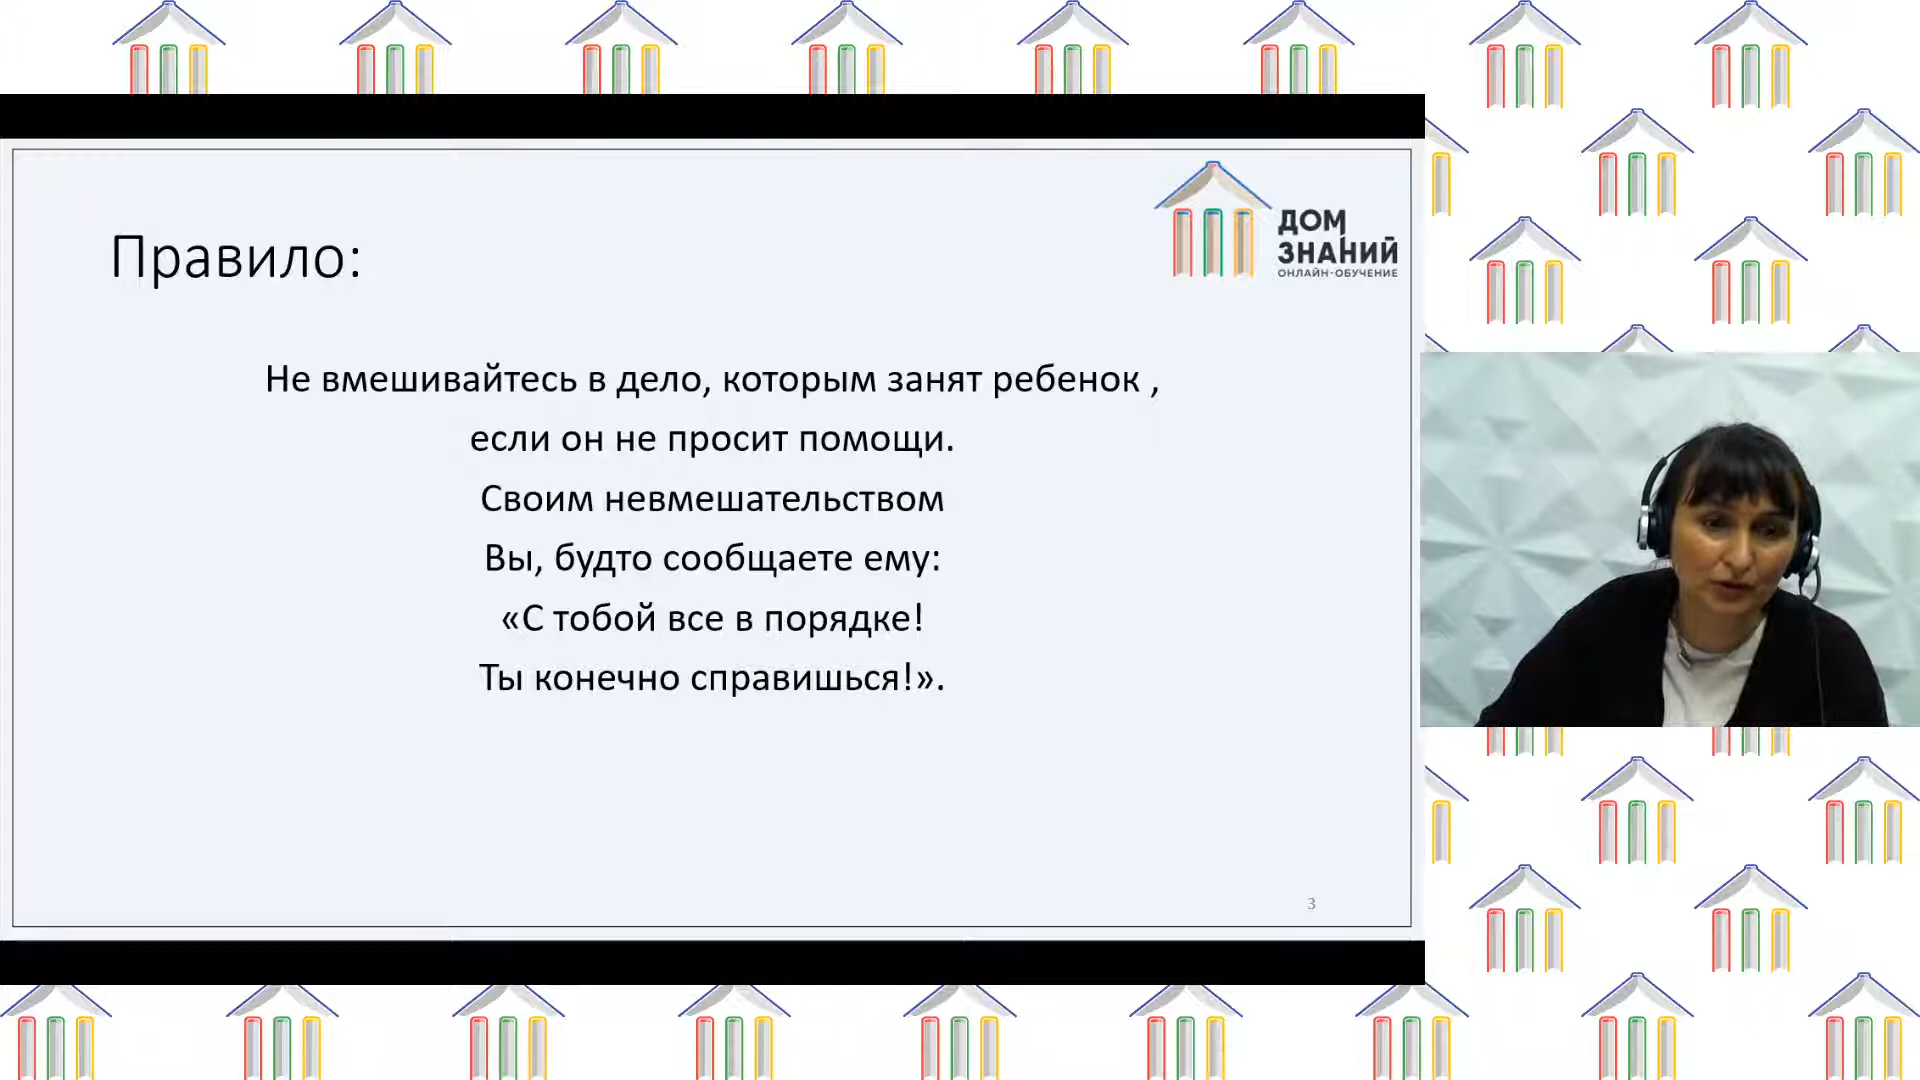 ДОМ
ЗНАНИЙ
ОНЛАЙН-ОБУЧЕНИЕ
Правило:
Не вмешивайтесь в дело, которым занят ребенок ,
если он не просит помощи.
Своим невмешательством
Вы, будто сообщаете ему:
«С тобой все в порядке!
Ты конечно справишься!».
3